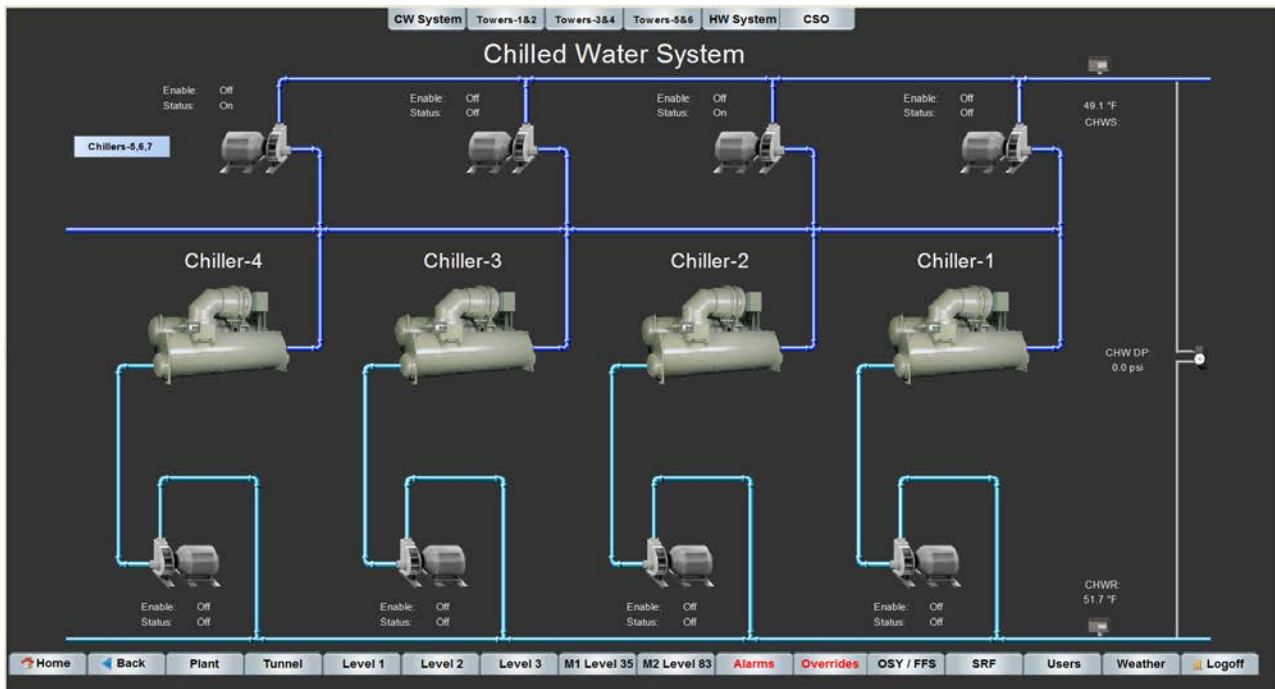 CW System Towers-1&2 Towers-3&4 Towers-5&6 HW System CSO
Chilled Water System
Enable: Off
Status: On
Enable: Off
Status: Off
Enable: Off
Status: On
Enable: Off
Status: Off
49.1 °F
CHWS:
Chillers-5,6,7
Chiller-4 Chiller-3 Chiller-2 Chiller-1
CHW DP:
0.0 psi
CHWR:
51.7 °F
Enable: Off
Status: Off
Enable: Off
Status: Off
Enable: Off
Status: Off
Enable: Off
Status: Off
Home Back Plant Tunnel Level 1 Level 2 Level 3 M1 Level 35 M2 Level 83 Alarms Overrides OSY / FFS SRF Users Weather Logoff